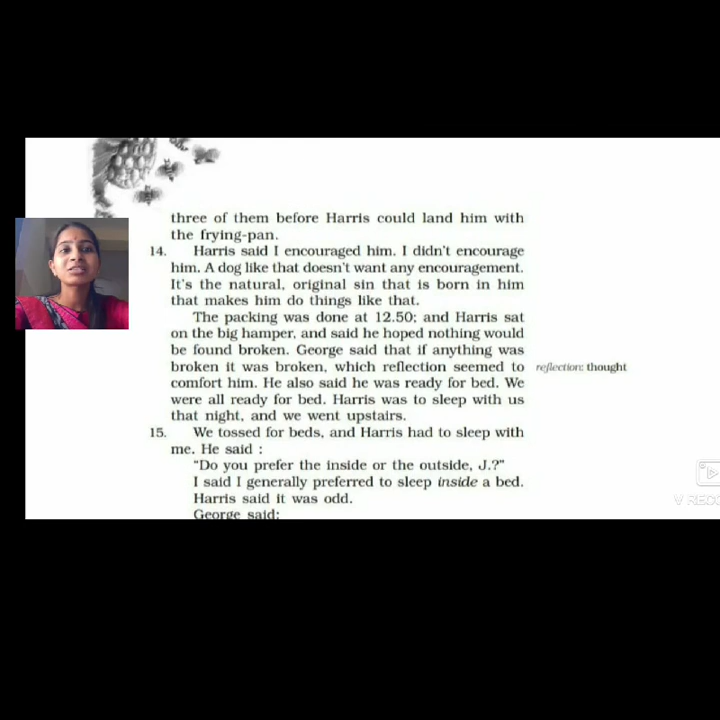 three of them before Harris could land him with
the frying-pan.
14. Harris said I encouraged him. I didn't encourage
him. A dog like that doesn't want any encouragement.
It's the natural, original sin that is born in him
that makes him do things like that.
The packing was done at 12.50; and Harris sat
on the big hamper, and said he hoped nothing would
be found broken. George said that if anything was
broken it was broken, which reflection seemed to
reflection: thought
comfort him. He also said he was ready for bed. We
were all ready for bed. Harris was to sleep with us
that night, and we went upstairs.
15. We tossed for beds, and Harris had to sleep with
me. He said :
"Do you prefer the inside or the outside, J.?"
I said I generally preferred to sleep inside a bed.
Harris said it was odd.
George said:
V REC